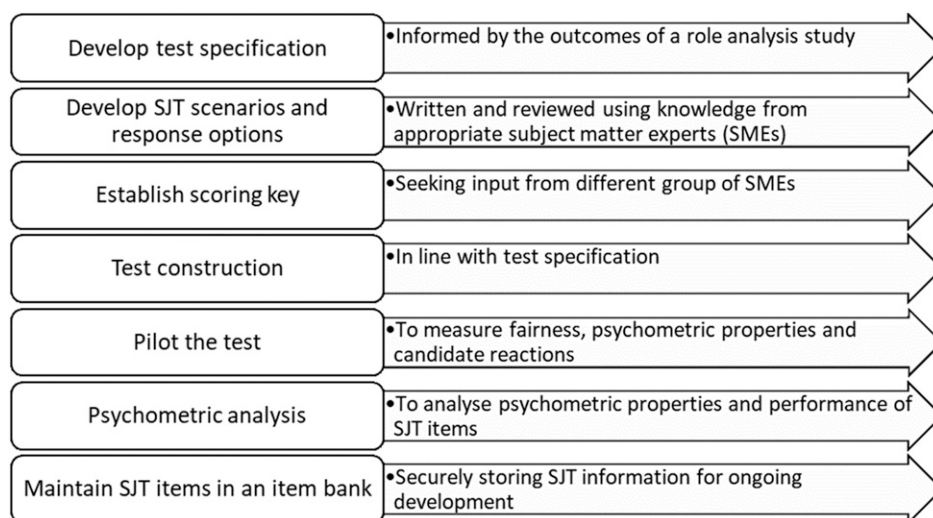 Develop test specification
•Informed by the outcomes of a role analysis study
Develop SJT scenarios and
response options
•Written and reviewed using knowledge from
appropriate subject matter experts (SMEs)
Establish scoring key
•Seeking input from different group of SMEs
Test construction
•In line with test specification
Pilot the test
•To measure fairness, psychometric properties and
candidate reactions
Psychometric analysis
•To analyse psychometric properties and performance of
SJT items
Maintain SJT items in an item bank
•Securely storing SJT information for ongoing
development